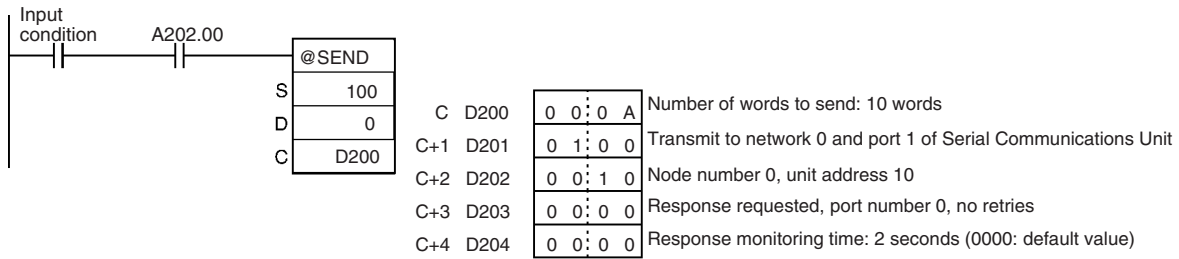 Input
condition A202.00
@SEND
S 100
D 0
C D200
C D200 0 0 0 A Number of words to send: 10 words
C+1 D201 0 1 0 0 Transmit to network 0 and port 1 of Serial Communications Unit
C+2 D202 0 0 1 0 Node number 0, unit address 10
C+3 D203 0 0 0 0 Response requested, port number 0, no retries
C+4 D204 0 0 0 0 Response monitoring time: 2 seconds (0000: default value)